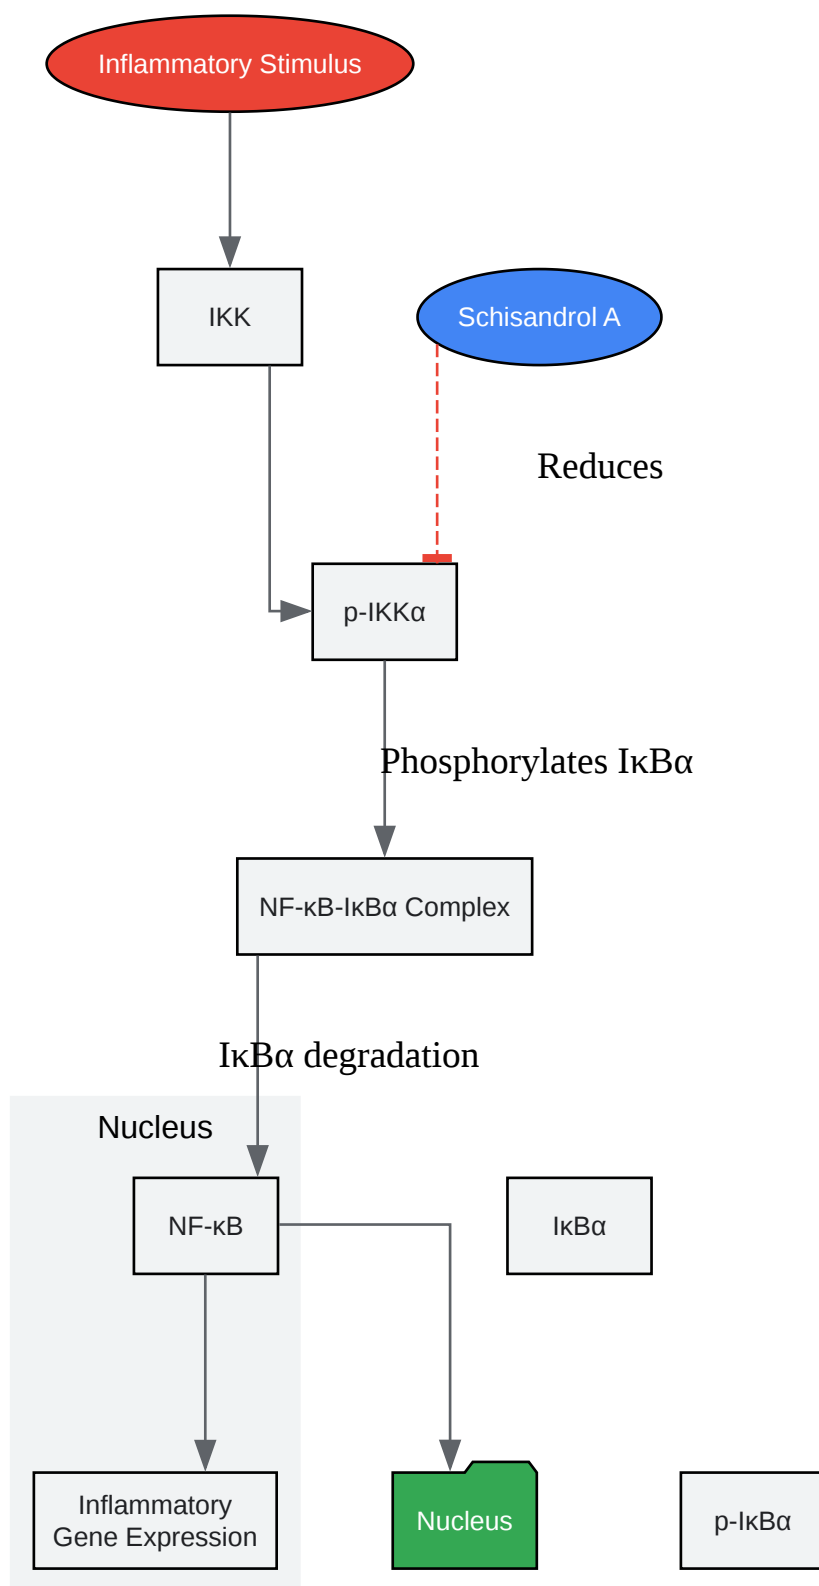 Inflammatory Stimulus
IKK
Schisandrol A
Reduces
p-IKKα
Phosphorylates IκBα
NF-κB-IκBα Complex
IκBα degradation
Nucleus
NF-κB
IκBα
Inflammatory
Gene Expression
Nucleus
p-IκBα